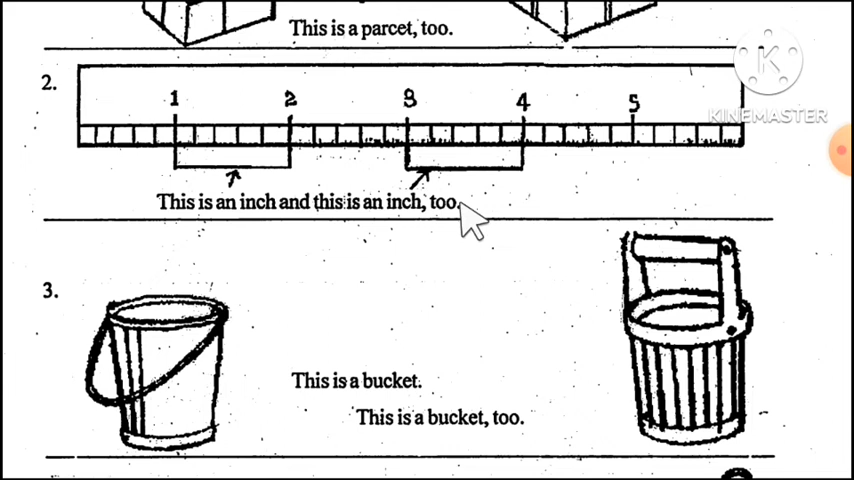 This is a parcet, too.
2.
1 2 3 4 5
K
KINEMASTER
This is an inch and this is an inch, too.
3.
This is a bucket.
This is a bucket, too.